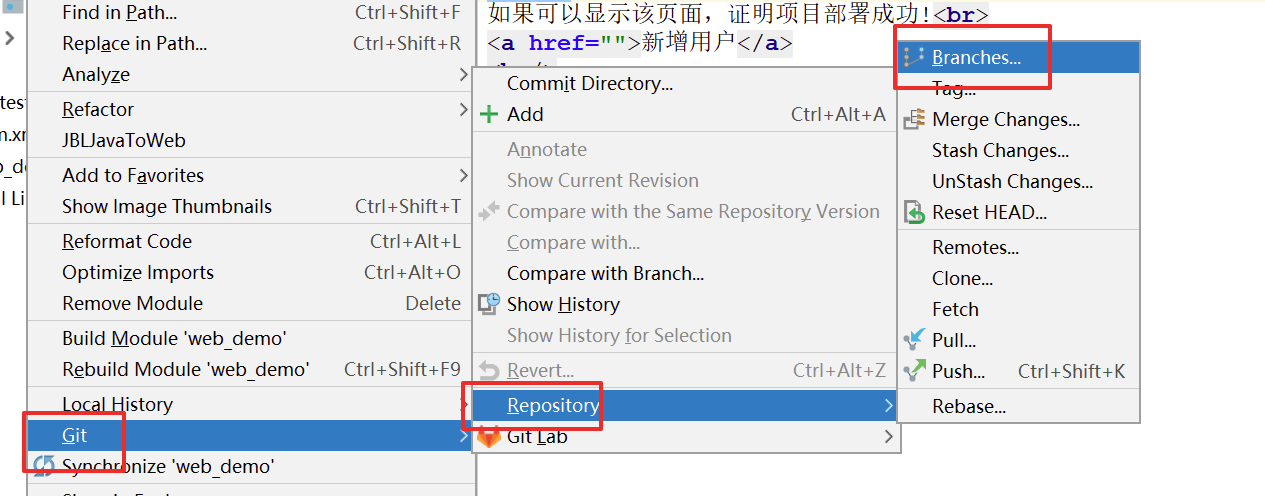 Find in Path... Ctrl+Shift+F
Replace in Path... Ctrl+Shift+R
Analyze
Refactor
JBLJavaToWeb
Add to Favorites
Show Image Thumbnails Ctrl+Shift+T
Reformat Code Ctrl+Alt+L
Optimize Imports Ctrl+Alt+O
Remove Module Delete
Build Module 'web_demo'
Rebuild Module 'web_demo' Ctrl+Shift+F9
Local History
Git
Synchronize 'web_demo'
如果可以显示该页面，证明项目部署成功!<br>
<a href="">新增用户</a>
Commit Directory...
Add Ctrl+Alt+A
Annotate
Show Current Revision
Compare with the Same Repository Version
Compare with...
Compare with Branch...
Show History
Show History for Selection
Revert... Ctrl+Alt+Z
Repository
Git Lab
Branches...
Tag...
Merge Changes...
Stash Changes...
UnStash Changes...
Reset HEAD...
Remotes...
Clone...
Fetch
Pull...
Push... Ctrl+Shift+K
Rebase...